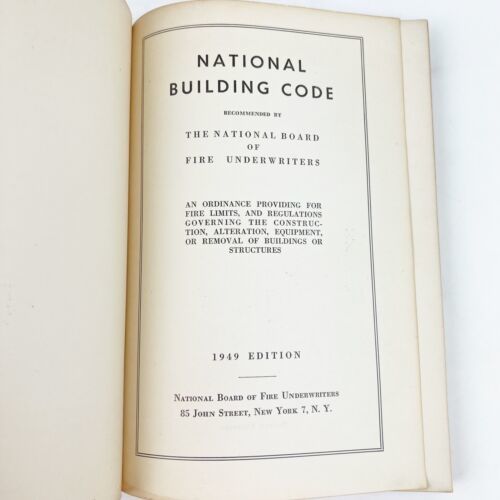 NATIONAL
BUILDING CODE
RECOMMENDED BY
THE NATIONAL BOARD
OF
FIRE UNDERWRITERS
AN ORDINANCE PROVIDING FOR
FIRE LIMITS, AND REGULATIONS
GOVERNING THE CONSTRUC-
TION, ALTERATION, EQUIPMENT,
OR REMOVAL OF BUILDINGS OR
STRUCTURES
1949 EDITION
NATIONAL BOARD OF FIRE UNDERWRITERS
85 JOHN STREET, NEW YORK 7, N. Y.